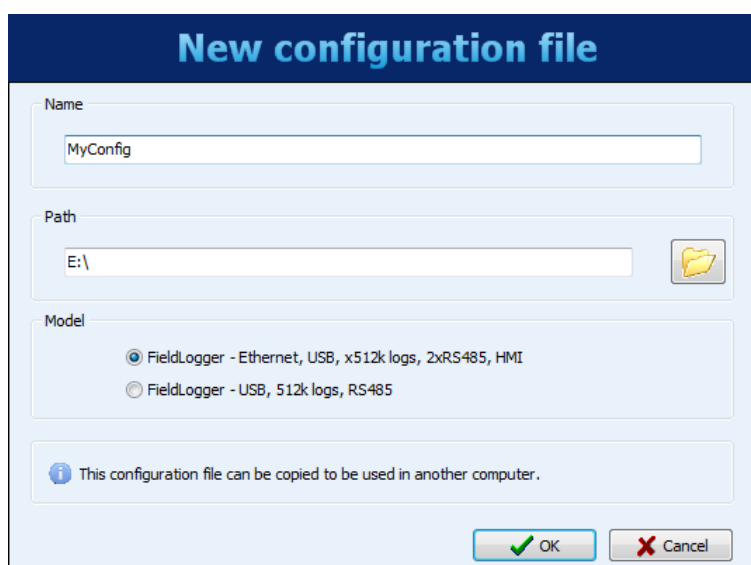 New configuration file
Name
MyConfig
Path
E:\
Model
FieldLogger - Ethernet, USB, x512k logs, 2xRS485, HMI
FieldLogger - USB, 512k logs, RS485
This configuration file can be copied to be used in another computer.
OK
Cancel